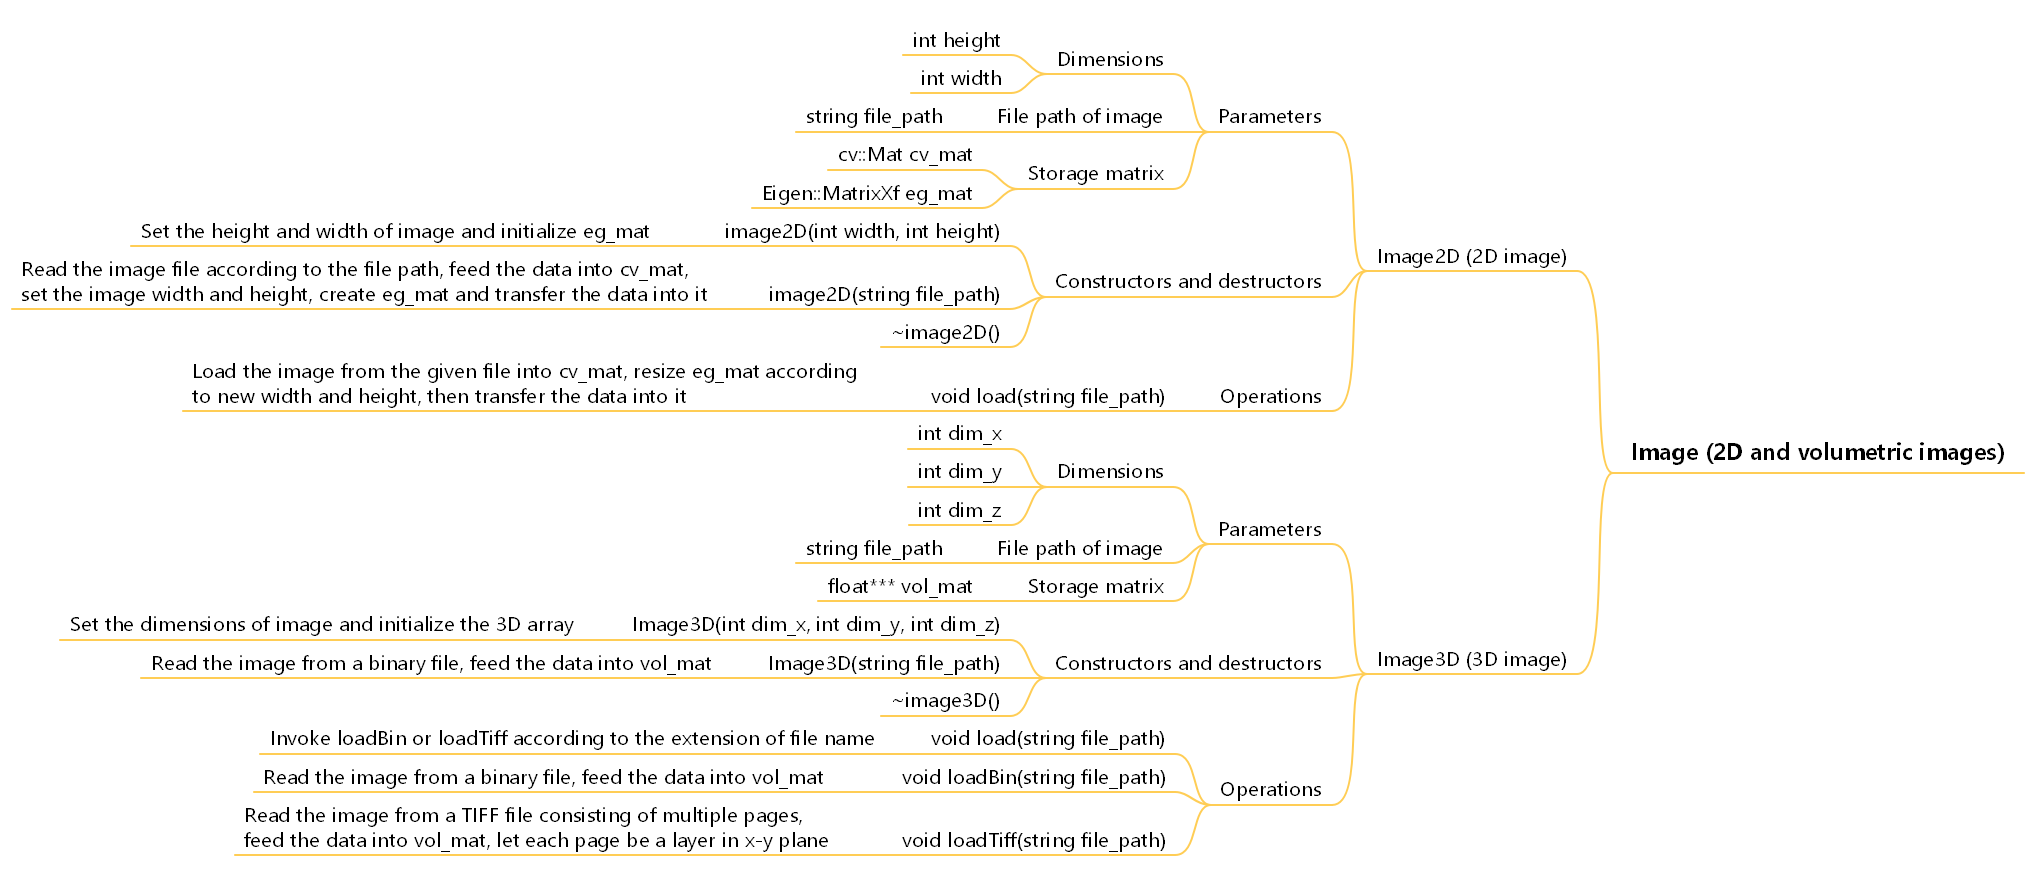 int height
Dimensions
int width
string file_path
File path of image
Parameters
cv::Mat cv_mat
Storage matrix
Eigen::MatrixXf eg_mat
Set the height and width of image and initialize eg_mat
image2D(int width, int height)
Image2D (2D image)
Read the image file according to the file path, feed the data into cv_mat,
set the image width and height, create eg_mat and transfer the data into it
image2D(string file_path)
Constructors and destructors
~image2D()
Load the image from the given file into cv_mat, resize eg_mat according
to new width and height, then transfer the data into it
void load(string file_path)
Operations
int dim_x
int dim_y
Dimensions
int dim_z
Image (2D and volumetric images)
Parameters
string file_path
File path of image
float*** vol_mat
Storage matrix
Set the dimensions of image and initialize the 3D array
Image3D(int dim_x, int dim_y, int dim_z)
Read the image from a binary file, feed the data into vol_mat
Image3D(string file_path)
Constructors and destructors
Image3D (3D image)
~image3D()
Invoke loadBin or loadTiff according to the extension of file name
void load(string file_path)
Read the image from a binary file, feed the data into vol_mat
void loadBin(string file_path)
Operations
Read the image from a TIFF file consisting of multiple pages,
feed the data into vol_mat, let each page be a layer in x-y plane
void loadTiff(string file_path)